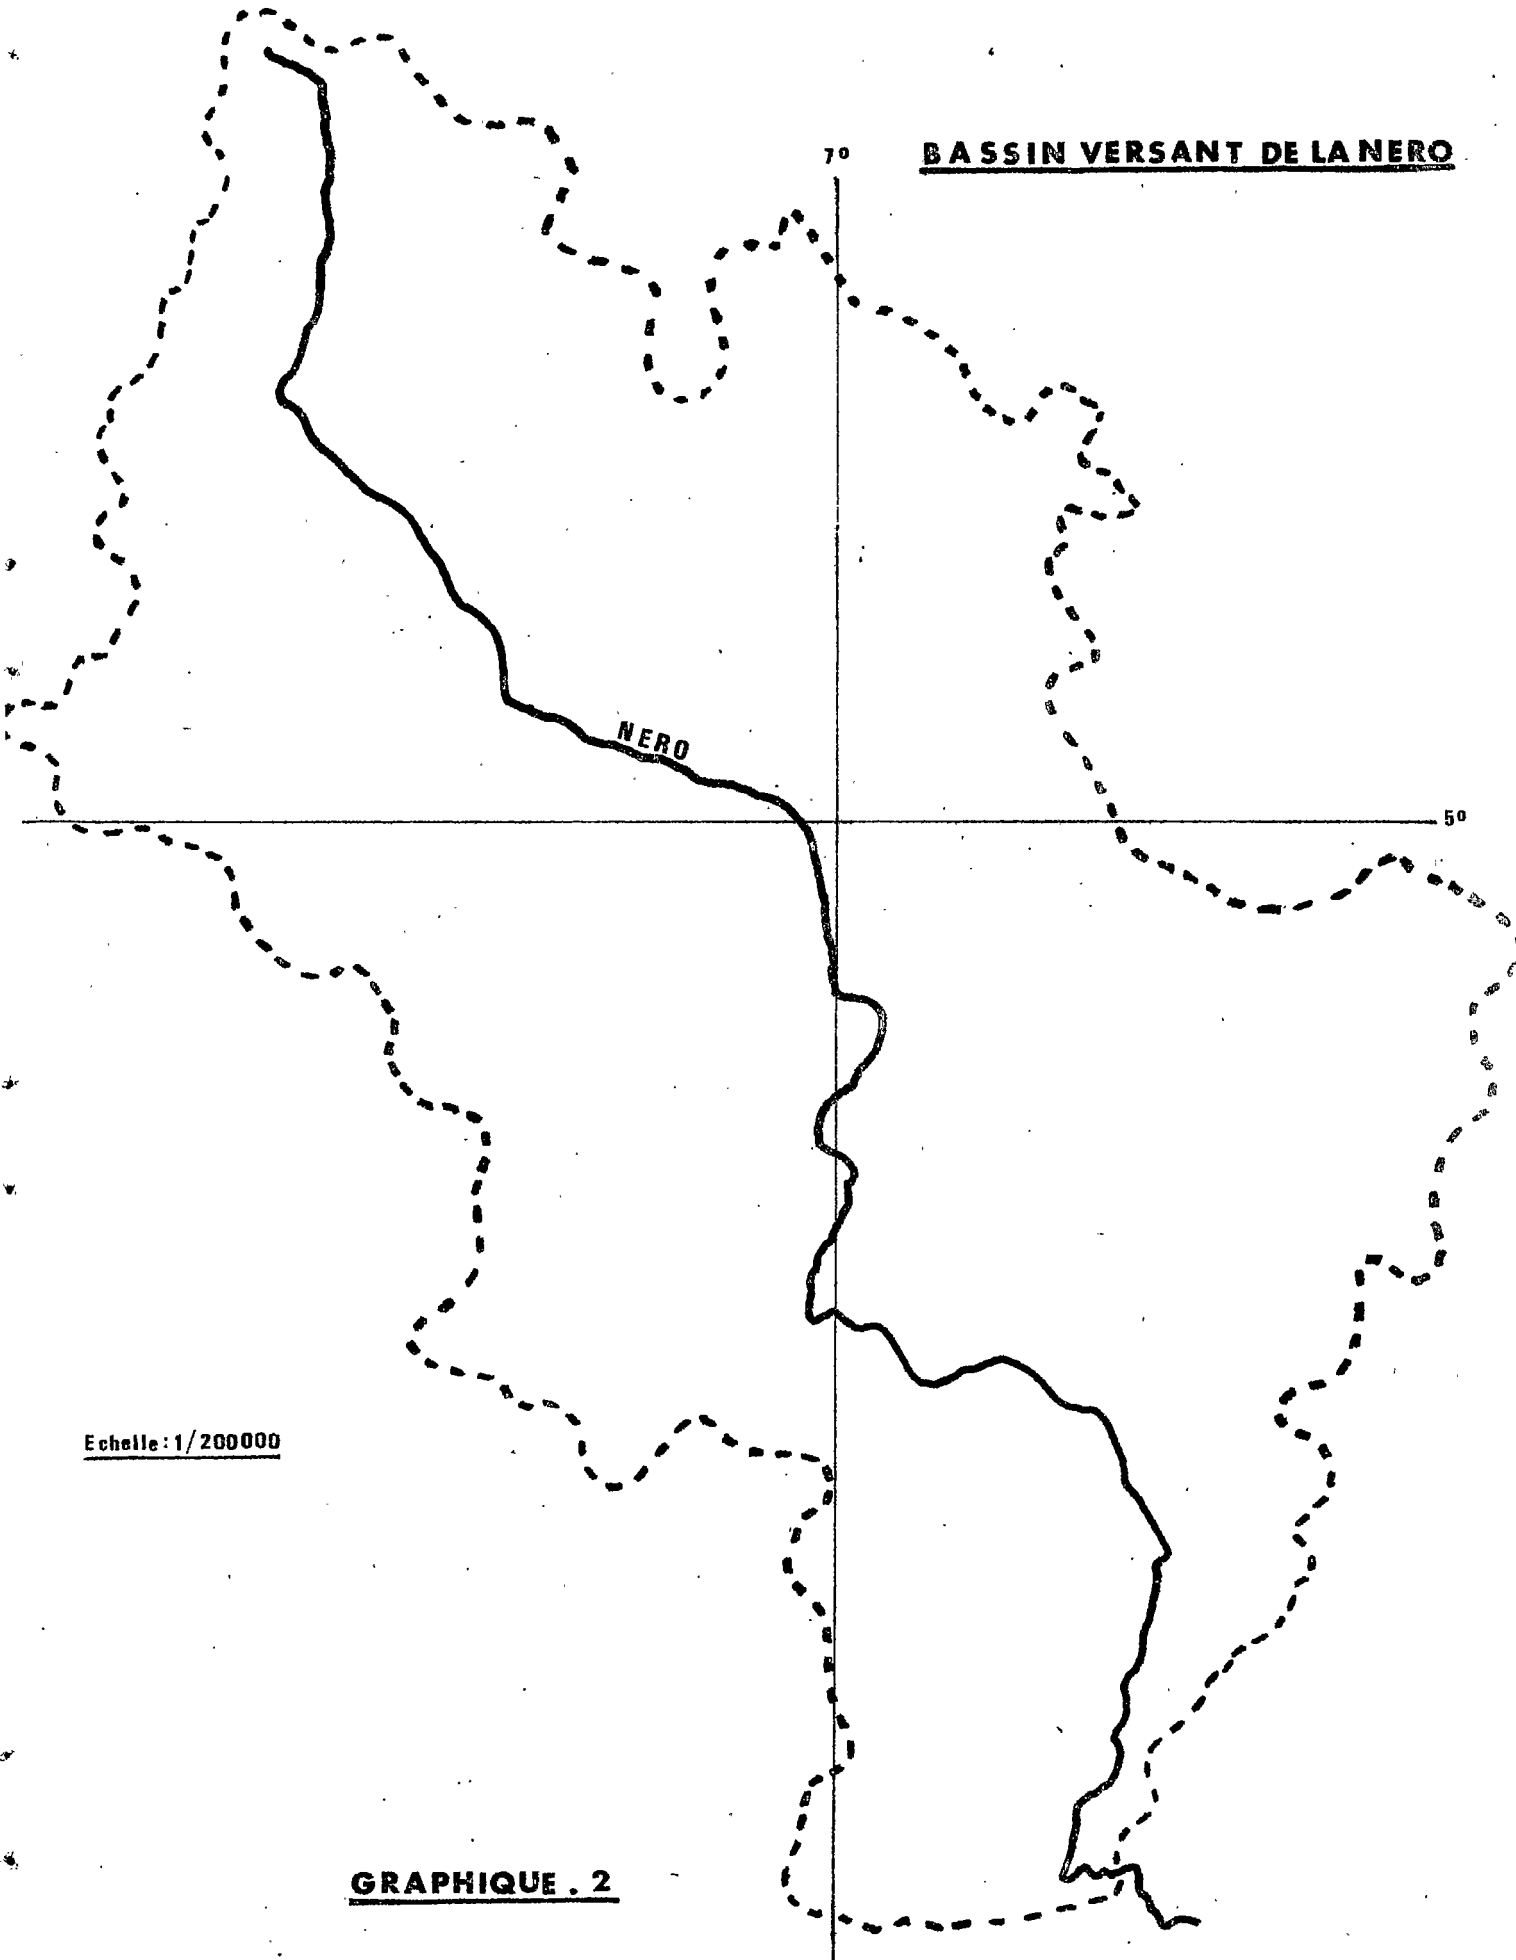 7°
BASSIN VERSANT DE LA NERO
NERO
5°
Echelle: 1/200000
GRAPHIQUE. 2